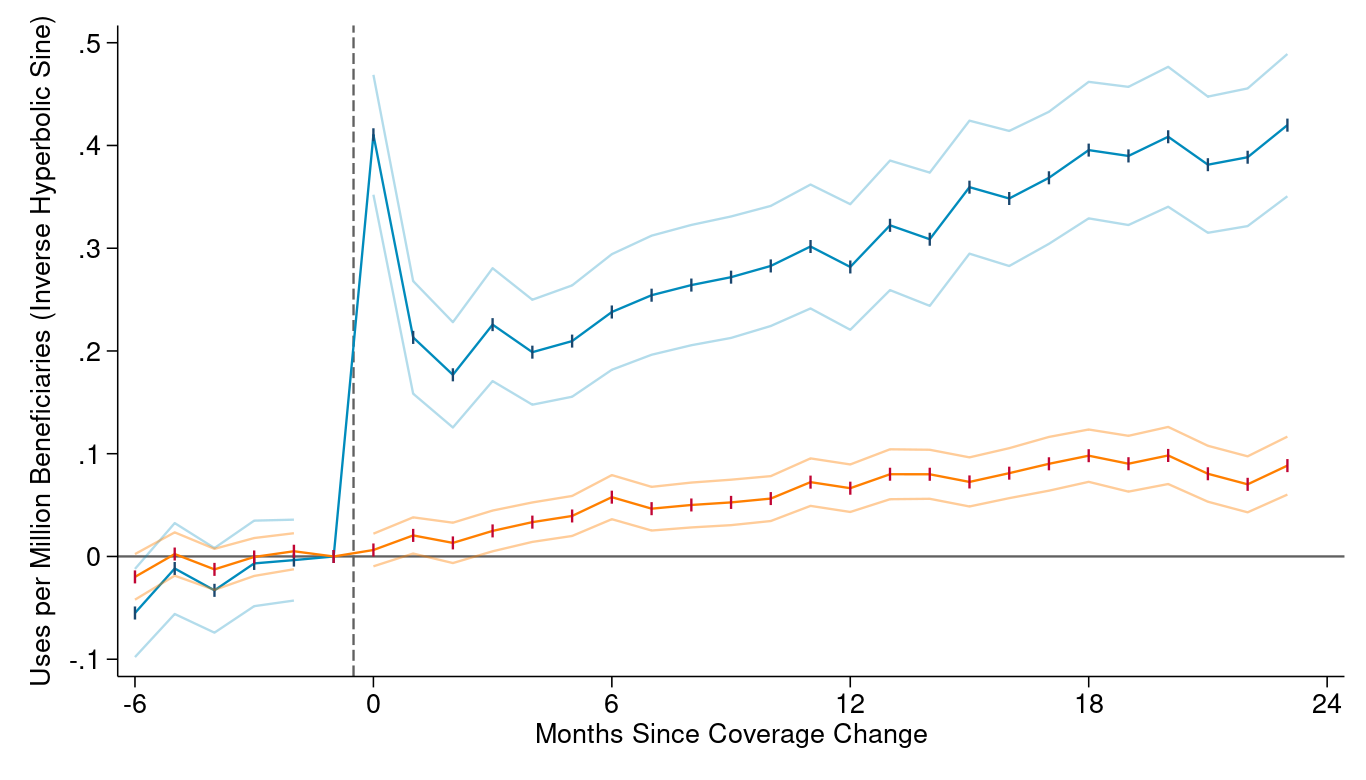 Uses per Million Beneficiaries (Inverse Hyperbolic Sine)
.5
.4
.3
.2
.1
0
-.1
-6 0 6 12 18 24
Months Since Coverage Change